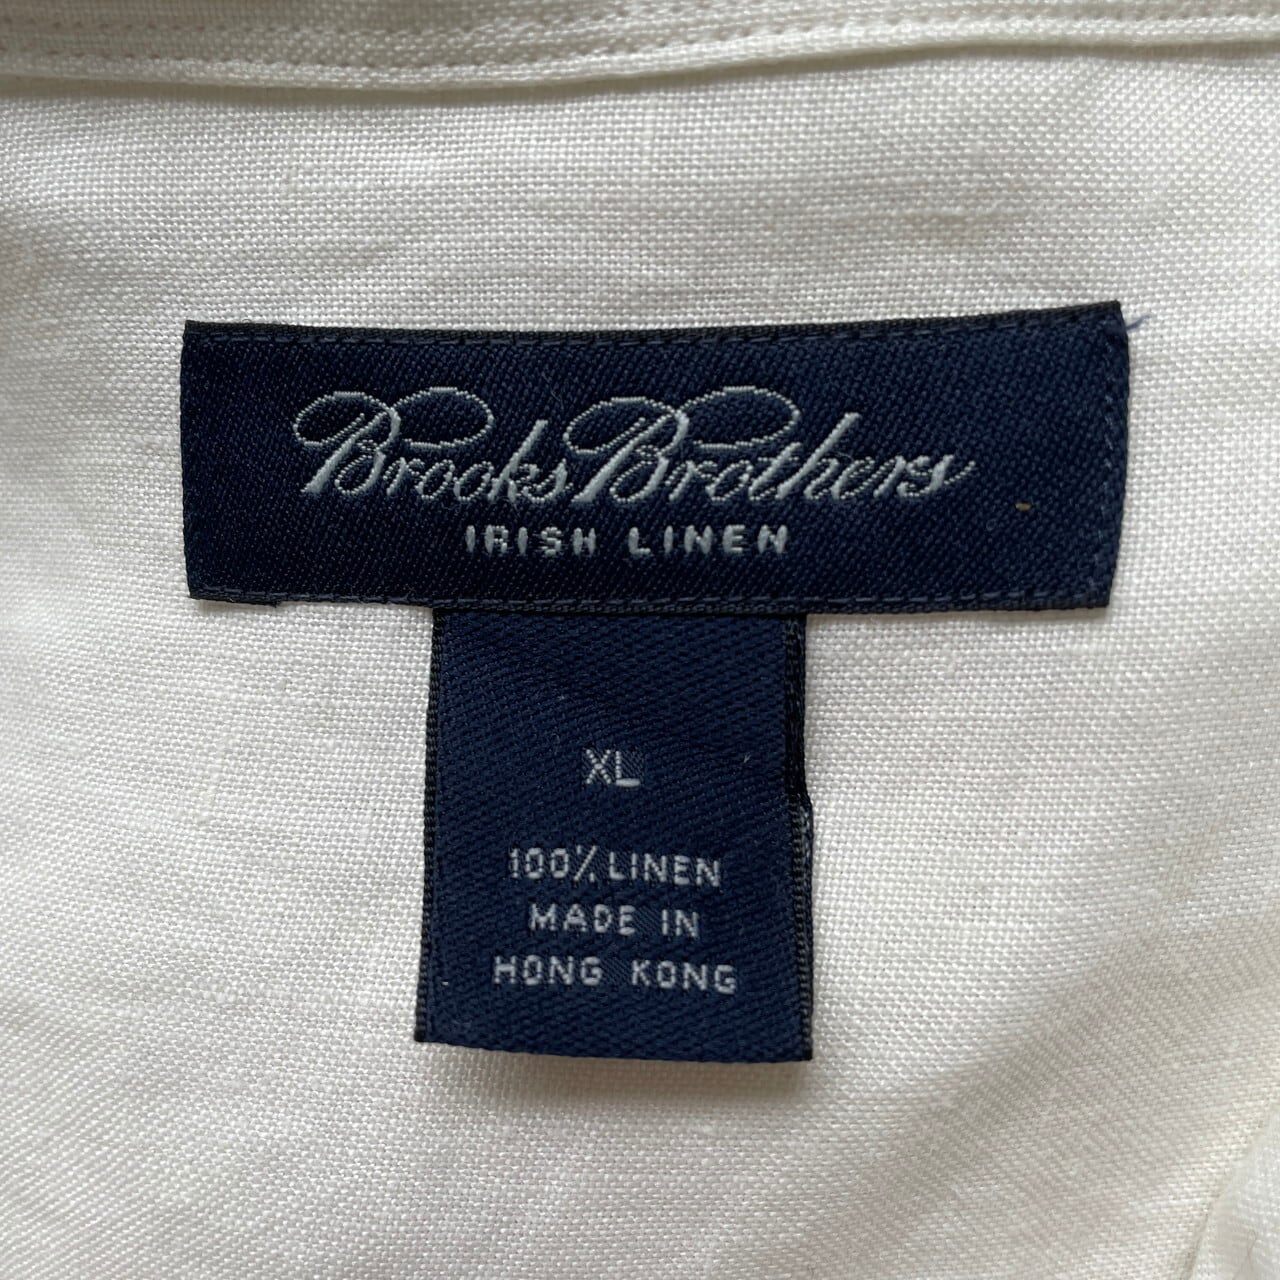 Brooks Brothers
IRISH LINEN
XL
100% LINEN
MADE IN
HONG KONG